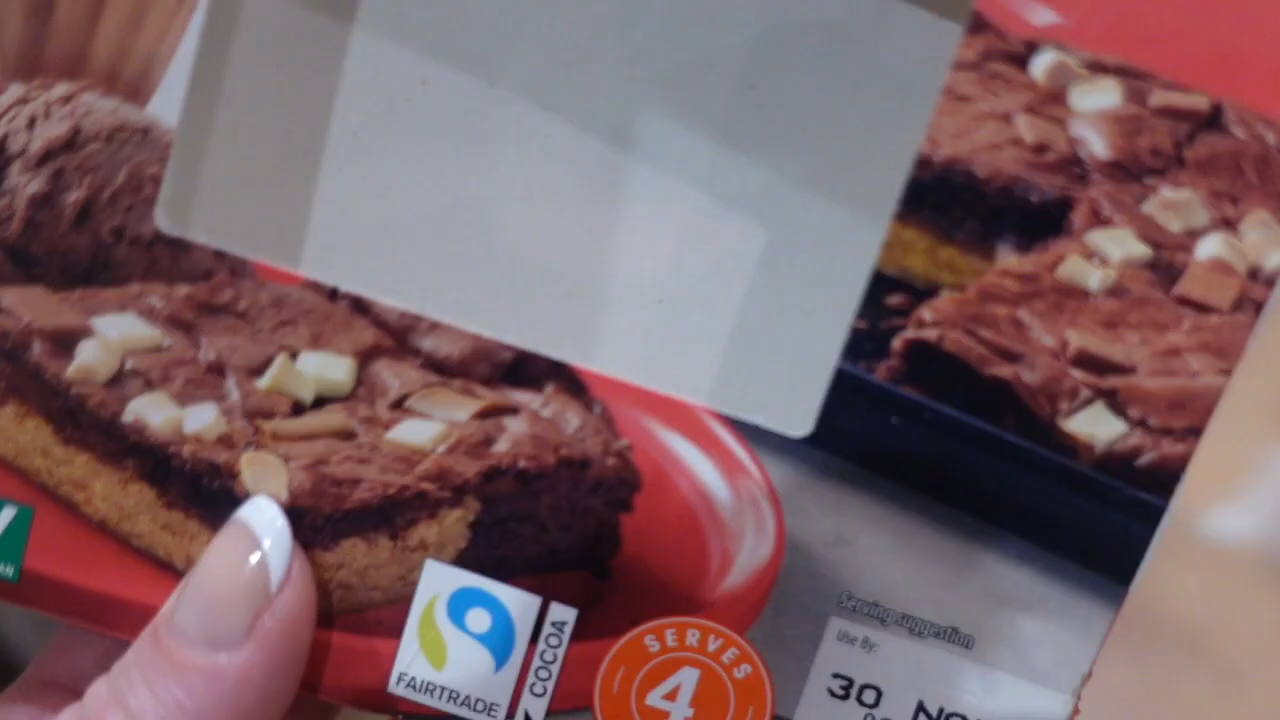 FAIRTRADE
COCOA
SERVES
4
Serving suggestion
Use By:
30